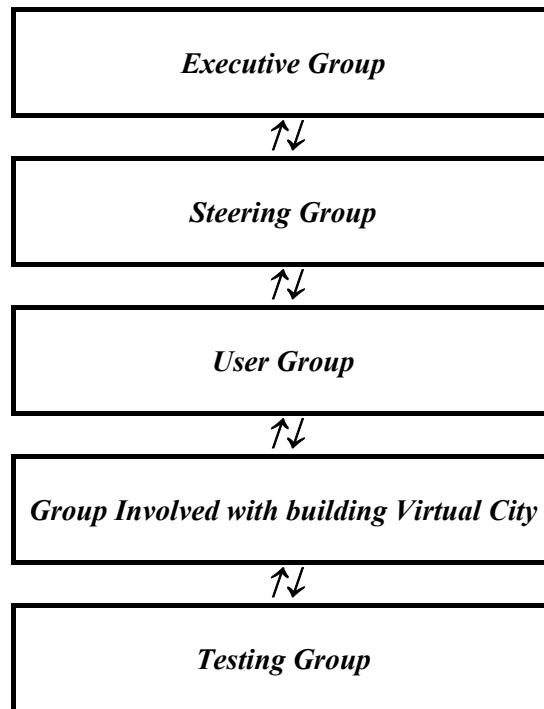 Executive Group
↑↓
Steering Group
↑↓
User Group
↑↓
Group Involved with building Virtual City
↑↓
Testing Group